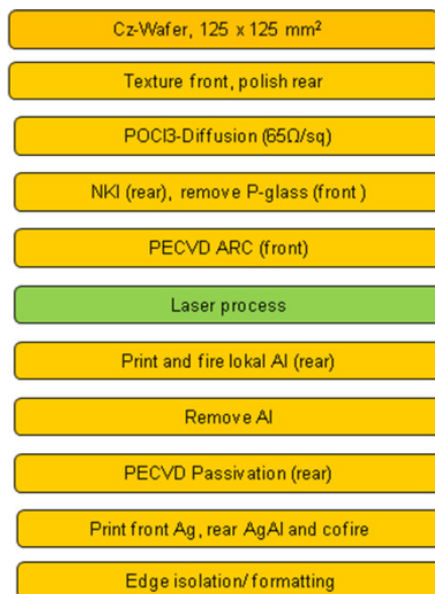 Cz-Wafer, 125 x 125 mm²
Texture front, polish rear
POCl3-Diffusion (65Ω/sq)
NKI (rear), remove P-glass (front )
PECVD ARC (front)
Laser process
Print and fire lokal Al (rear)
Remove Al
PECVD Passivation (rear)
Print front Ag, rear AgAl and cofire
Edge isolation/ formatting